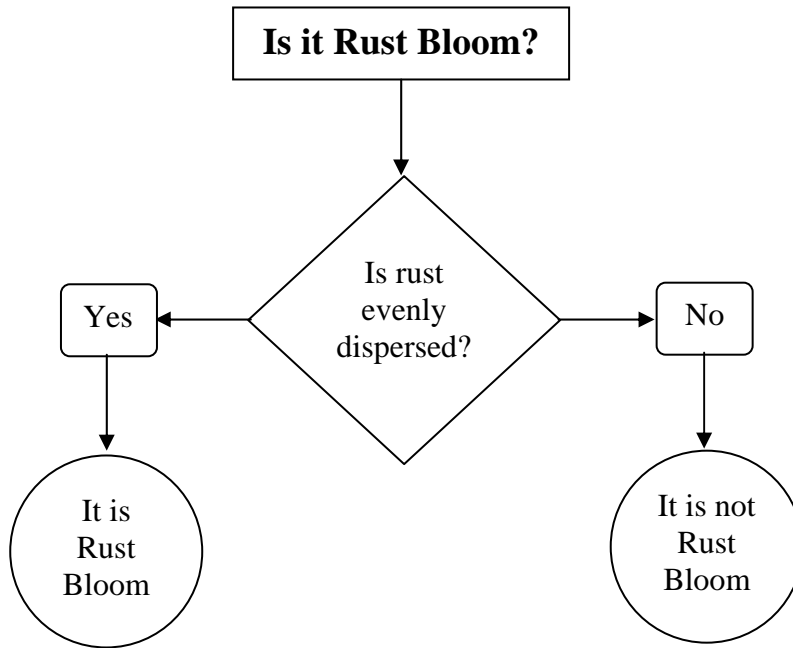 Is it Rust Bloom?
Is rust
evenly
dispersed?
Yes
No
It is
Rust
Bloom
It is not
Rust
Bloom